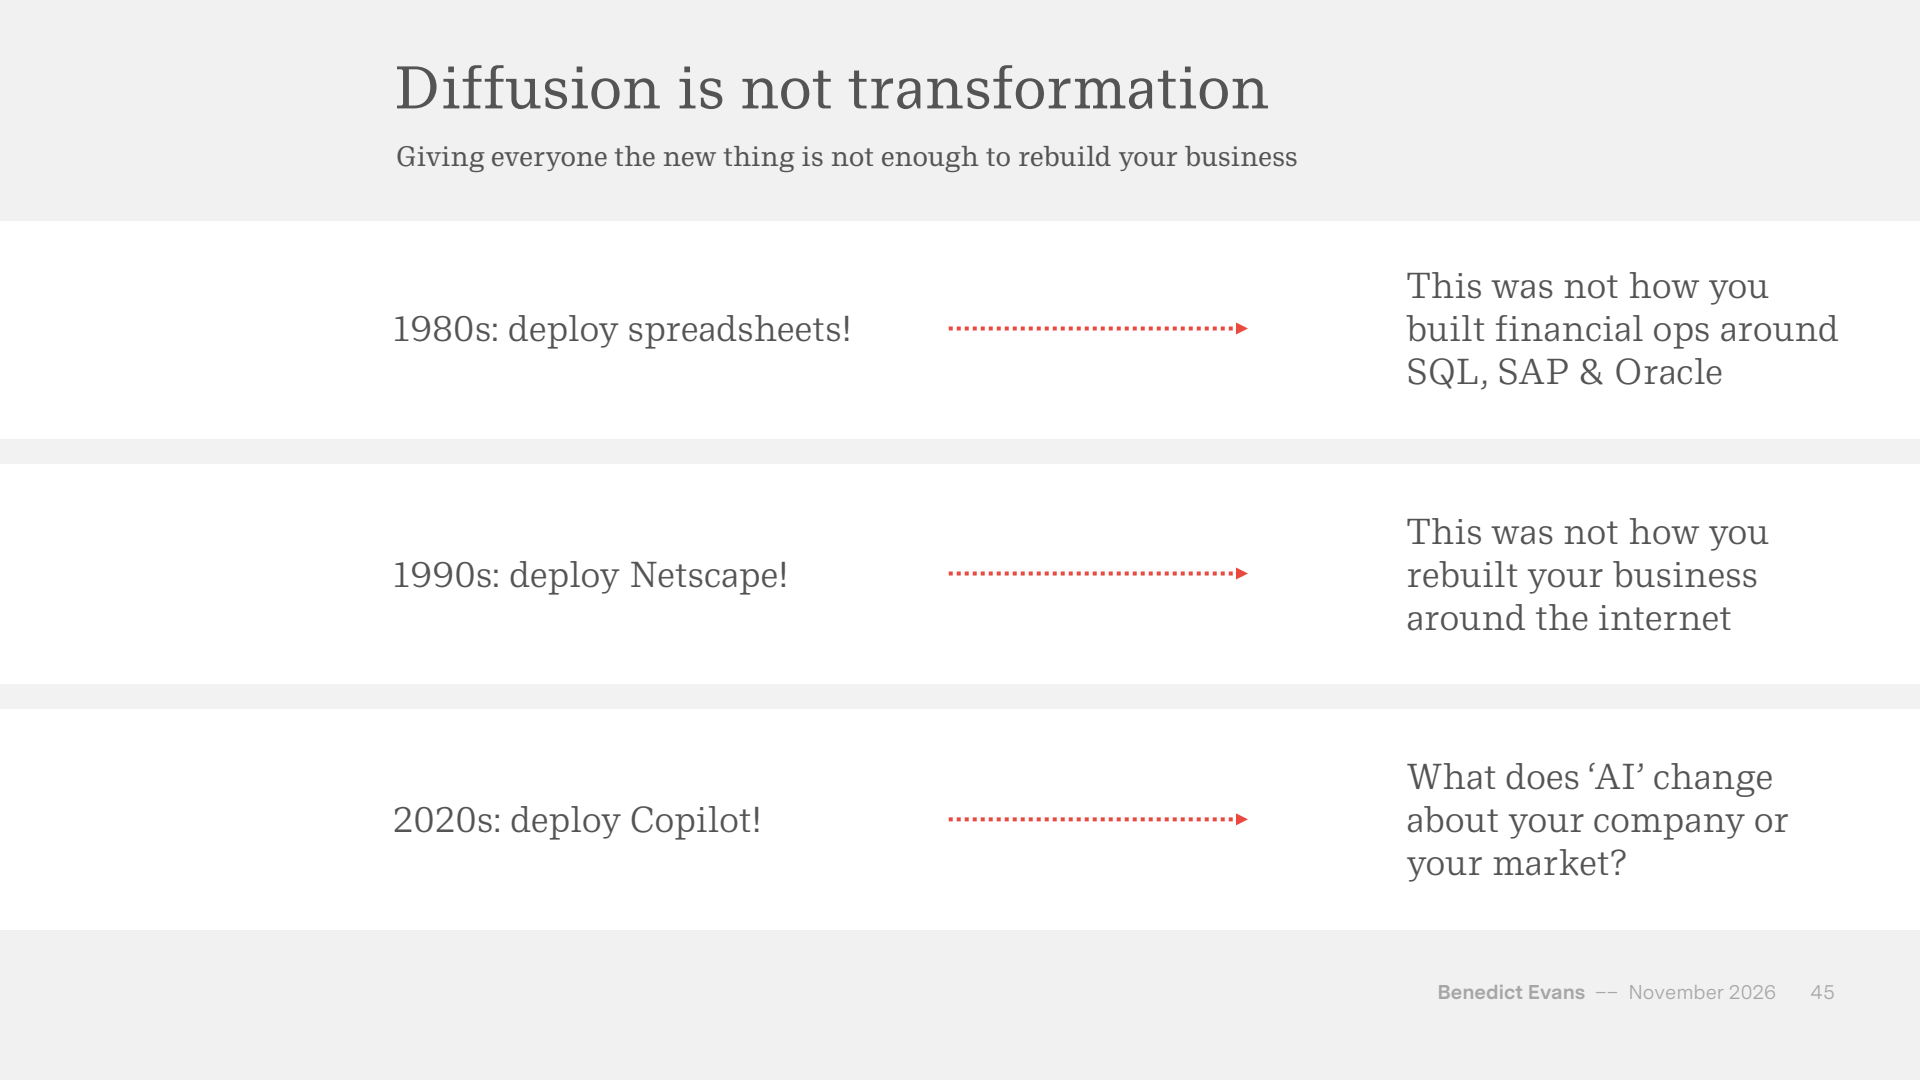 Diffusion is not transformation
Giving everyone the new thing is not enough to rebuild your business
1980s: deploy spreadsheets!
This was not how you
built financial ops around
SQL, SAP & Oracle
1990s: deploy Netscape!
This was not how you
rebuilt your business
around the internet
2020s: deploy Copilot!
What does ‘AI’ change
about your company or
your market?
Benedict Evans –– November 2026 45